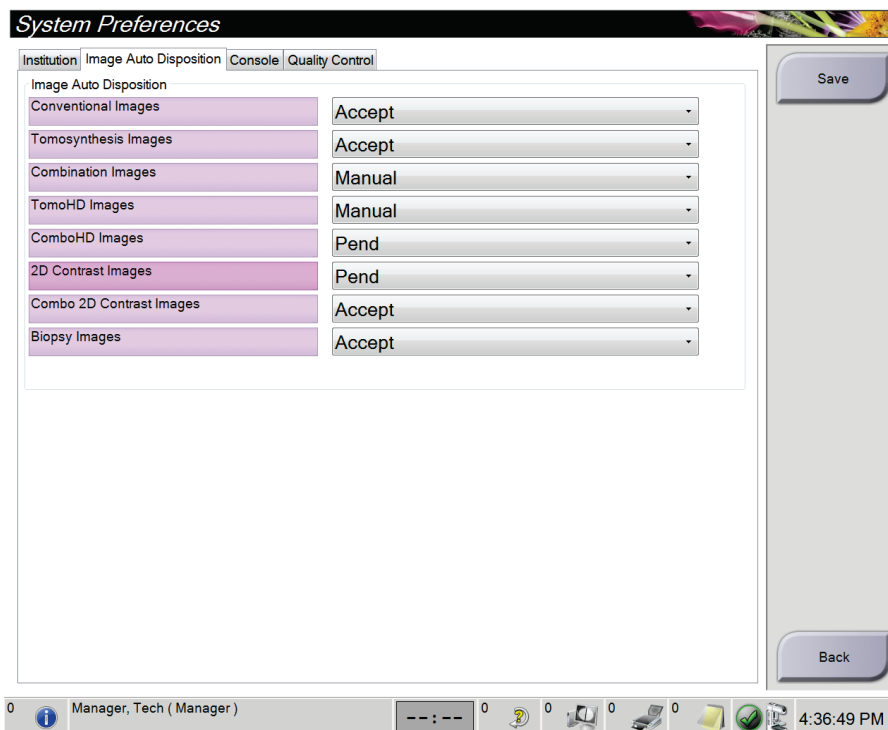 System Preferences
Institution Image Auto Disposition Console Quality Control
Save
Image Auto Disposition
Conventional Images Accept
Tomosynthesis Images Accept
Combination Images Manual
TomoHD Images Manual
ComboHD Images Pend
2D Contrast Images Pend
Combo 2D Contrast Images Accept
Biopsy Images Accept
Back
0 Manager, Tech ( Manager ) --:-- 0 0 0 0 4:36:49 PM